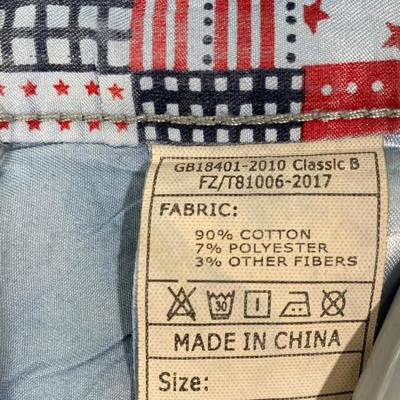 GB18401-2010 Classic B
FZ/T81006-2017
FABRIC:
90% COTTON
7% POLYESTER
3% OTHER FIBERS
30
MADE IN CHINA
Size: